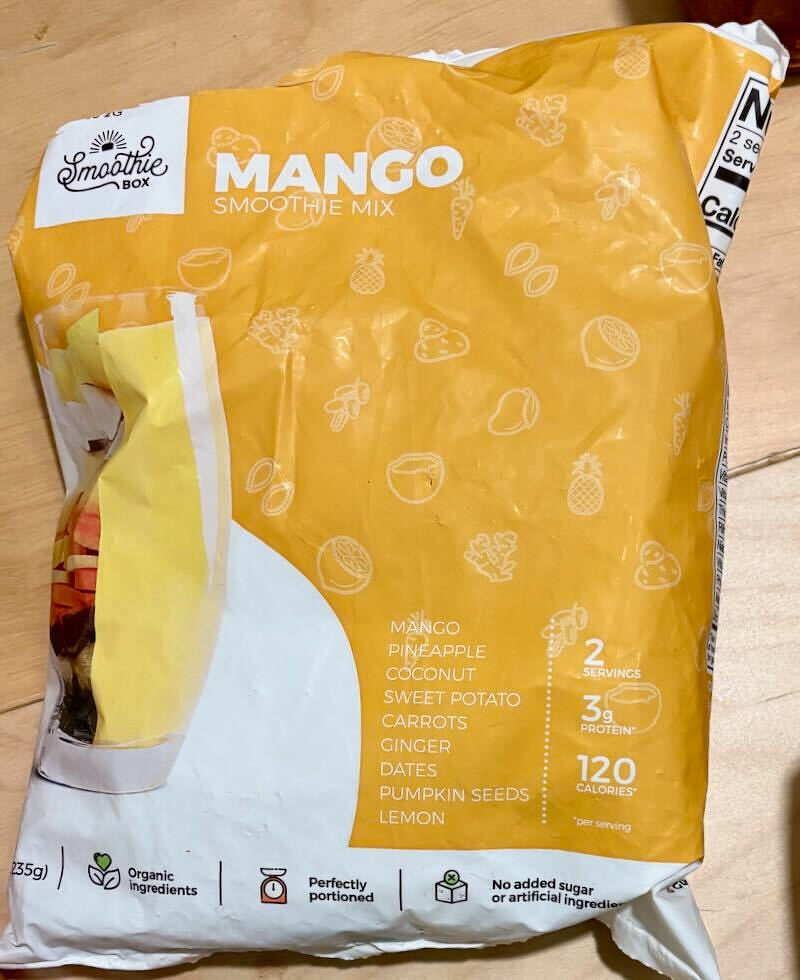 Smoothie
BOX
MANGO
SMOOTHIE MIX
2
MANGO
PINEAPPLE
COCONUT
SWEET POTATO
CARROTS
GINGER
DATES
PUMPKIN SEEDS
LEMON
2
SERVINGS
3g
PROTEIN*
120
CALORIES*
*per serving
235g)
Organic
ingredients
Perfectly
portioned
No added sugar
or artificial